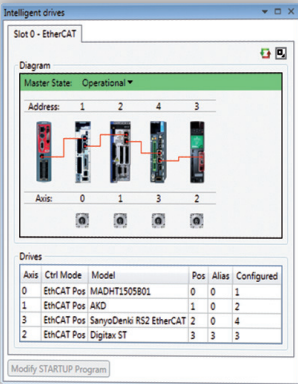 Intelligent drives
Slot 0 - EtherCAT
Diagram
Master State: Operational
Address: 1 2 4 3
Axis: 0 1 3 2
Drives
Axis Ctrl Mode Model Pos Alias Configured
0 EthCAT Pos MADHT1505B01 0 0 1
1 EthCAT Pos AKD 1 0 2
3 EthCAT Pos SanyoDenki RS2 EtherCAT 2 0 4
2 EthCAT Pos Digitax ST 3 3 3
Modify STARTUP Program